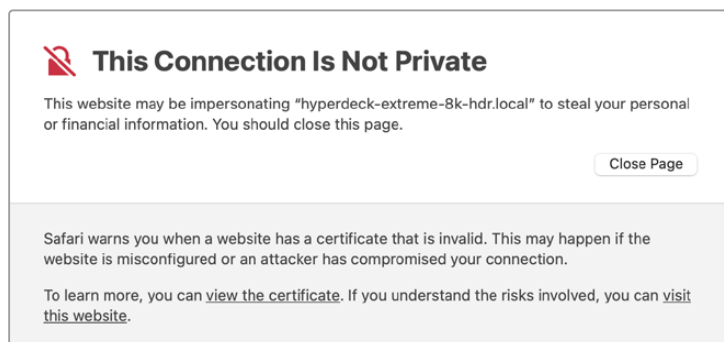 This Connection Is Not Private
This website may be impersonating “hyperdeck-extreme-8k-hdr.local” to steal your personal
or financial information. You should close this page.
Close Page
Safari warns you when a website has a certificate that is invalid. This may happen if the
website is misconfigured or an attacker has compromised your connection.
To learn more, you can view the certificate. If you understand the risks involved, you can visit
this website.